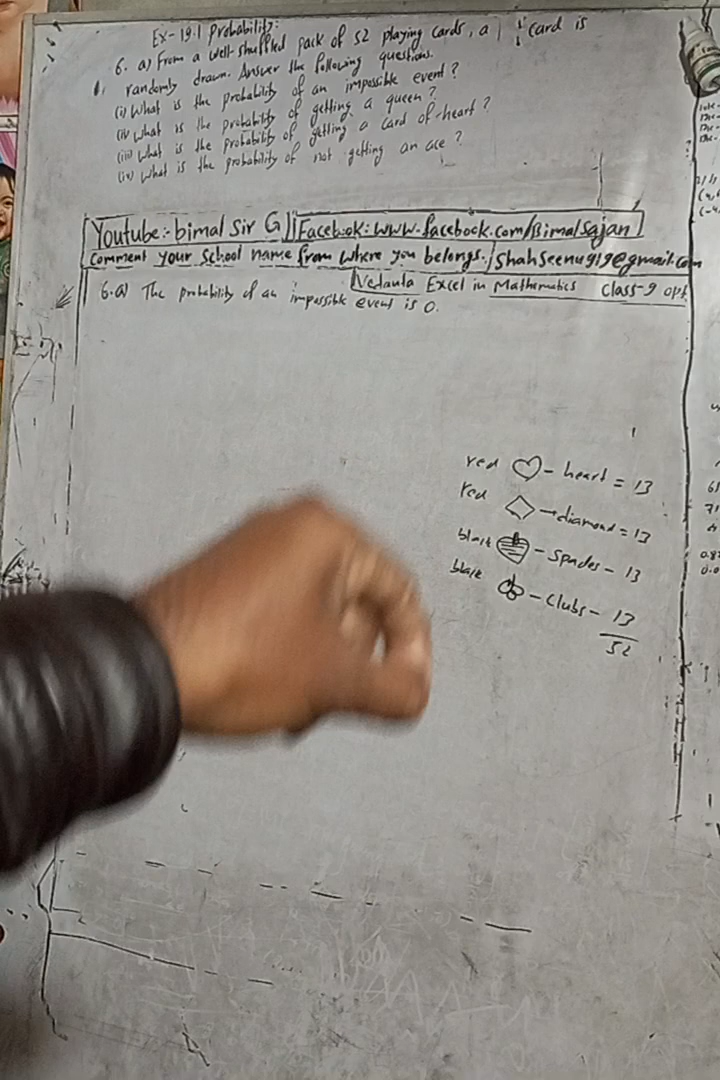 Ex-19.1 Probability:
6. a) From a well-shuffled pack of 52 playing cards, a card is
randomly drawn. Answer the following questions.
(i) What is the probability of an impossible event?
(ii) What is the probability of getting a queen?
(iii) What is the probability of getting a card of heart?
(iv) What is the probability of not getting an ace?
Youtube:- bimal Sir G || Facebook: www.facebook.com/Bimalsajan
Comment your School name from where you belongs. / Shahseenu919@gmail.com
Vedanta Excel in Mathematics Class-9 opt
6.a) The probability of an impossible event is 0.
red - heart = 13
red diamond = 13
black - Spades - 13
black - Clubs - 13
52